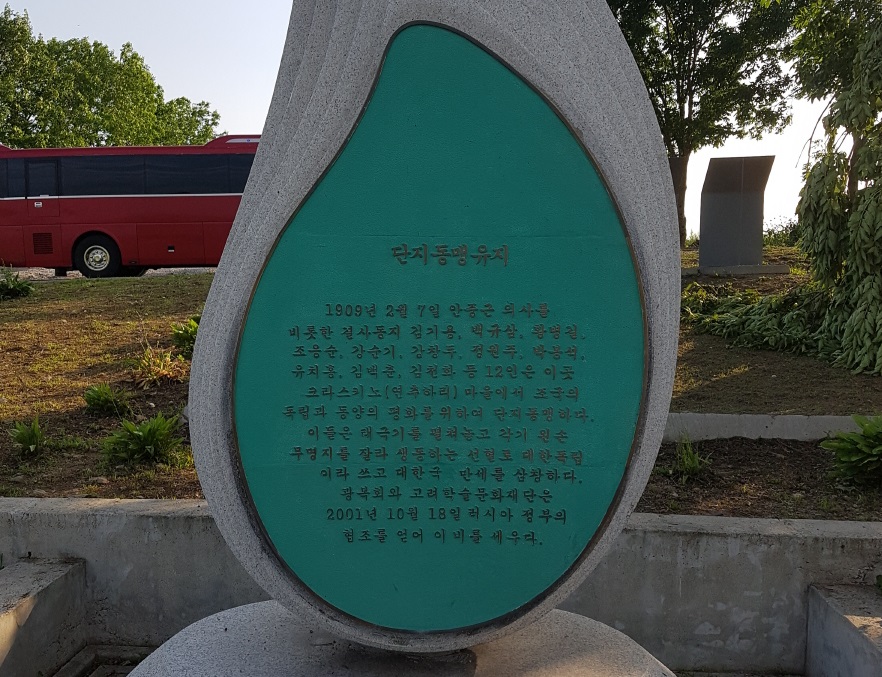 단지동맹유지
1909년 2월 7일 안중근 의사를
비롯한 결사동지 김기용, 백규삼, 황병길,
조응순, 강순기, 강창두, 정원주, 박봉석,
유치홍, 김백춘, 김천화 등 12인은 이곳
크라스키노(연추하리) 마을에서 조국의
독립과 동양의 평화를 위하여 단지동맹하다.
이들은 태극기를 펼쳐놓고 각기 왼손
무명지를 잘라 생동하는 선혈로 대한독립
이라 쓰고 대한국 만세를 삼창하다.
광복회와 고려학술문화재단은
2001년 10월 18일 러시아 정부의
협조를 얻어 이 비를 세우다.